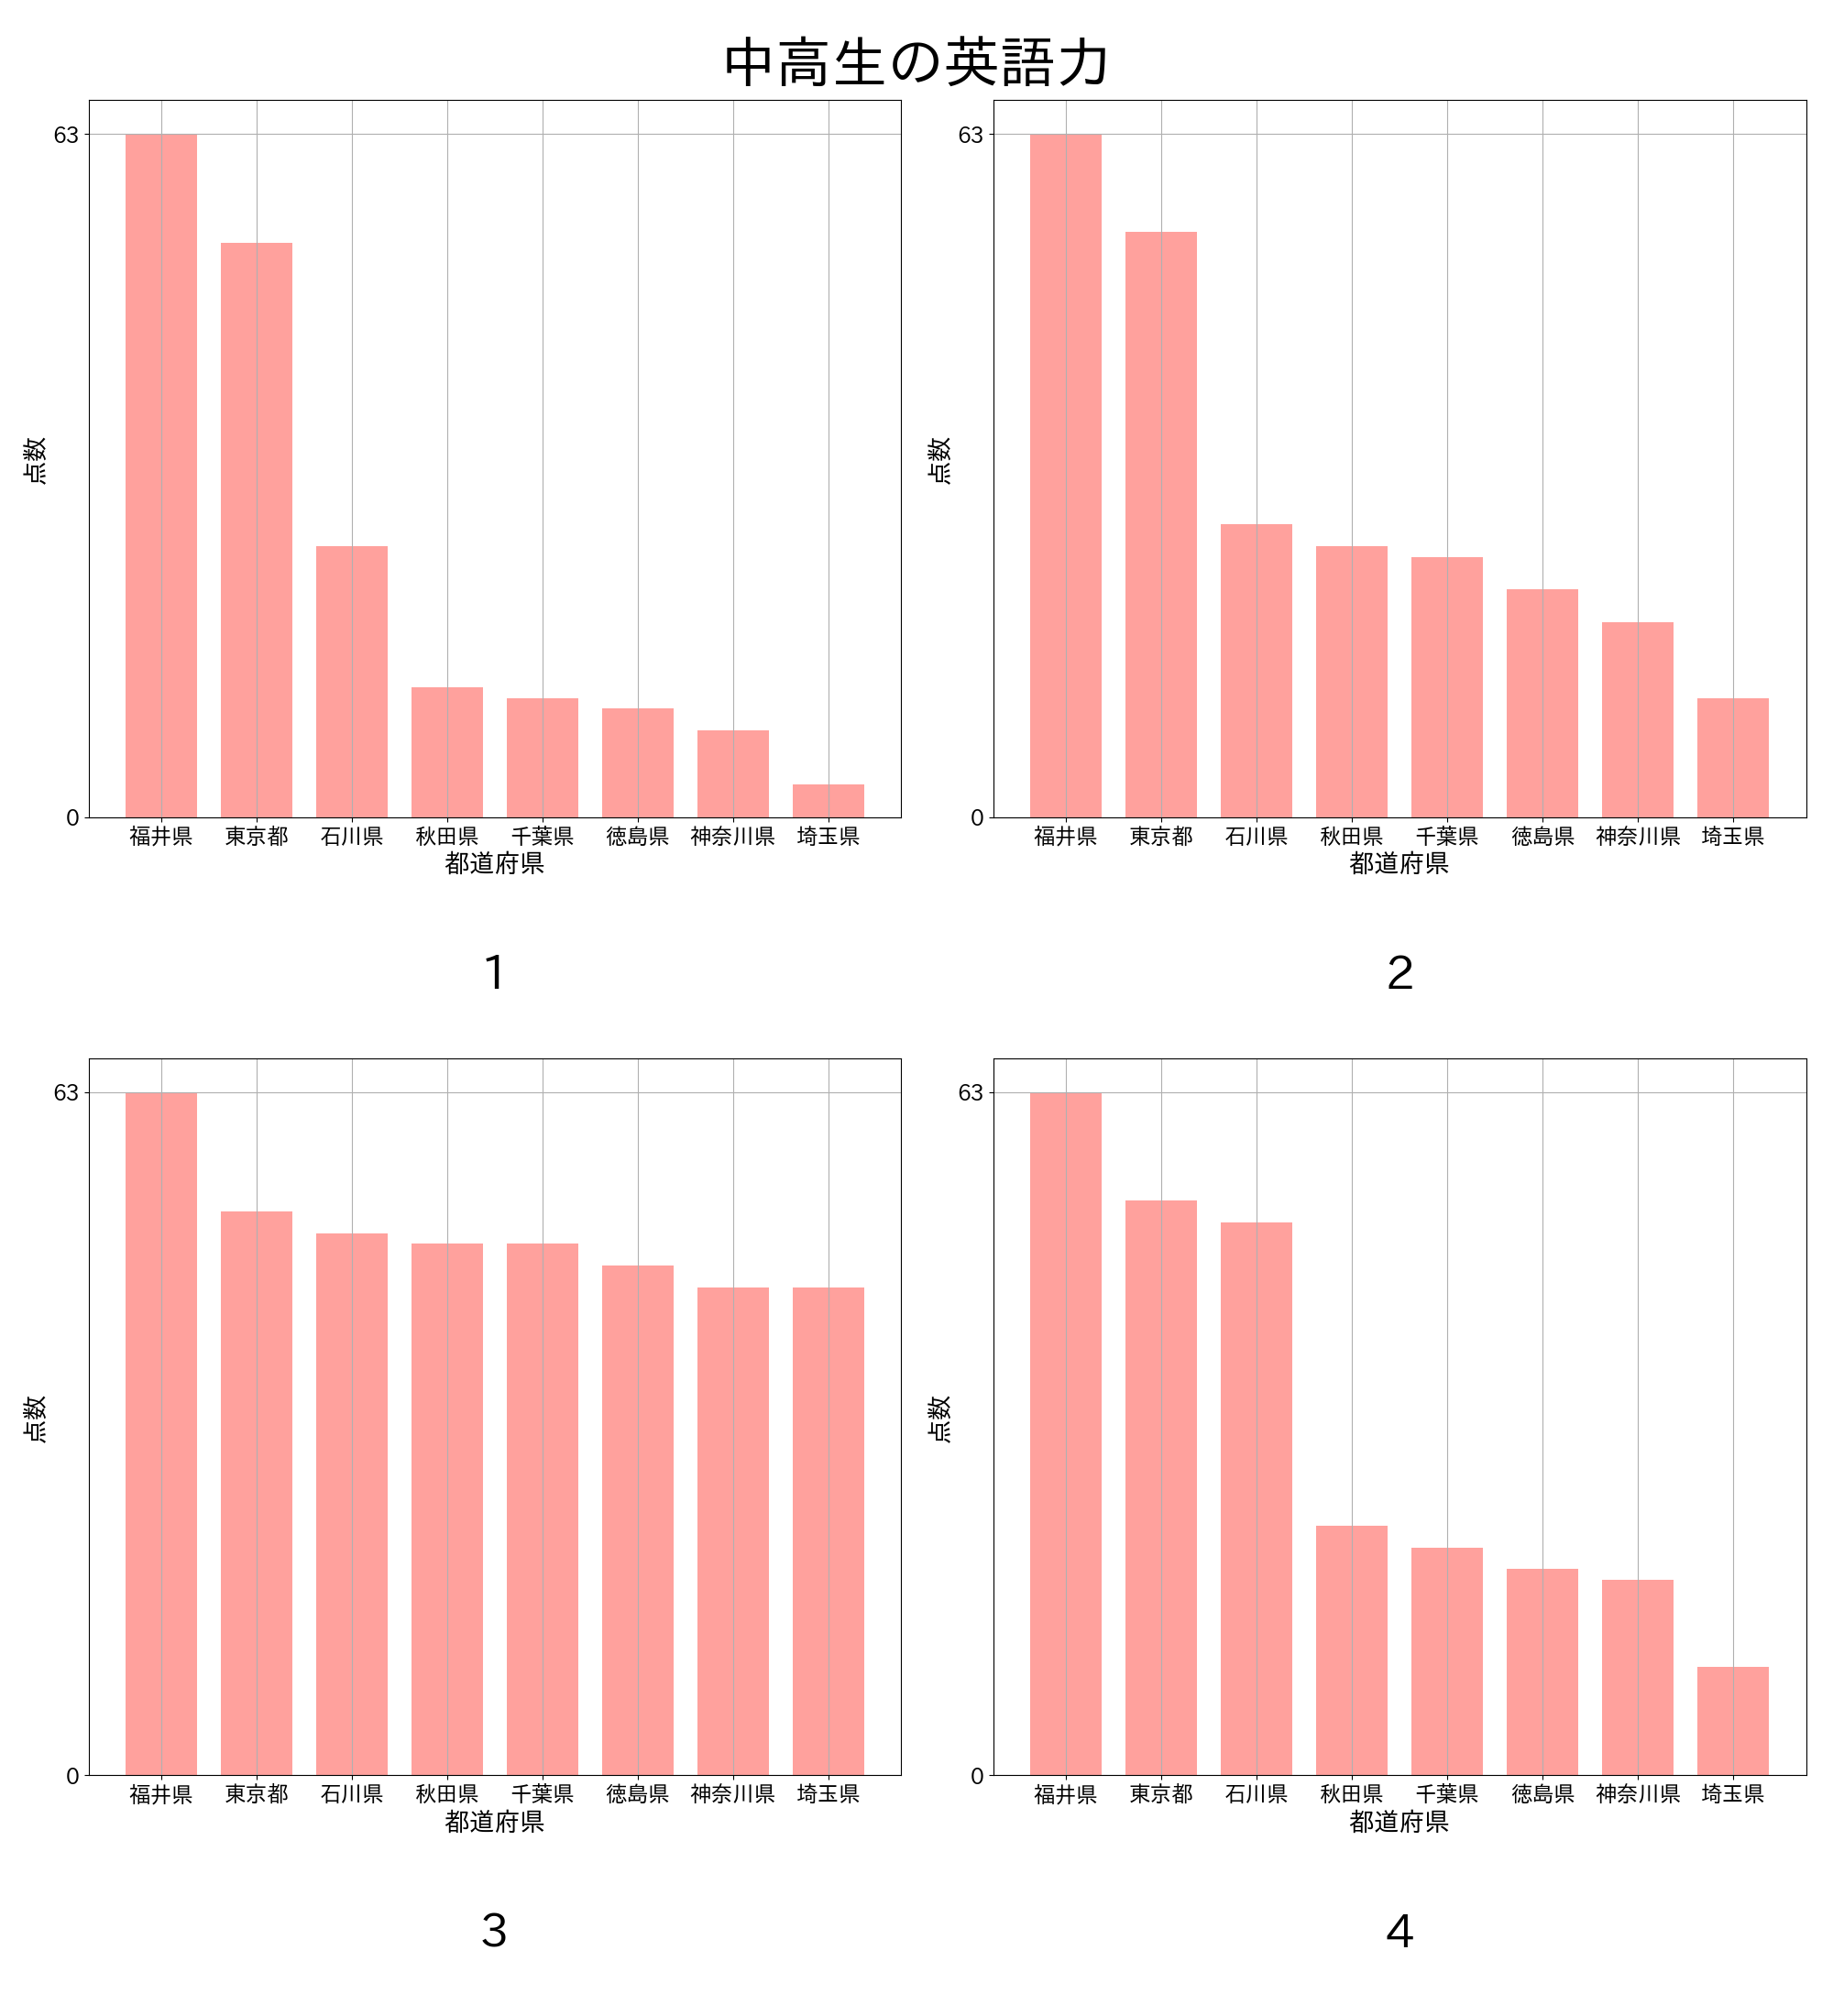 中高生の英語力
63
0
点数
福井県 東京都 石川県 秋田県 千葉県 徳島県 神奈川県 埼玉県
都道府県
1
63
0
点数
福井県 東京都 石川県 秋田県 千葉県 徳島県 神奈川県 埼玉県
都道府県
2
63
0
点数
福井県 東京都 石川県 秋田県 千葉県 徳島県 神奈川県 埼玉県
都道府県
3
63
0
点数
福井県 東京都 石川県 秋田県 千葉県 徳島県 神奈川県 埼玉県
都道府県
4